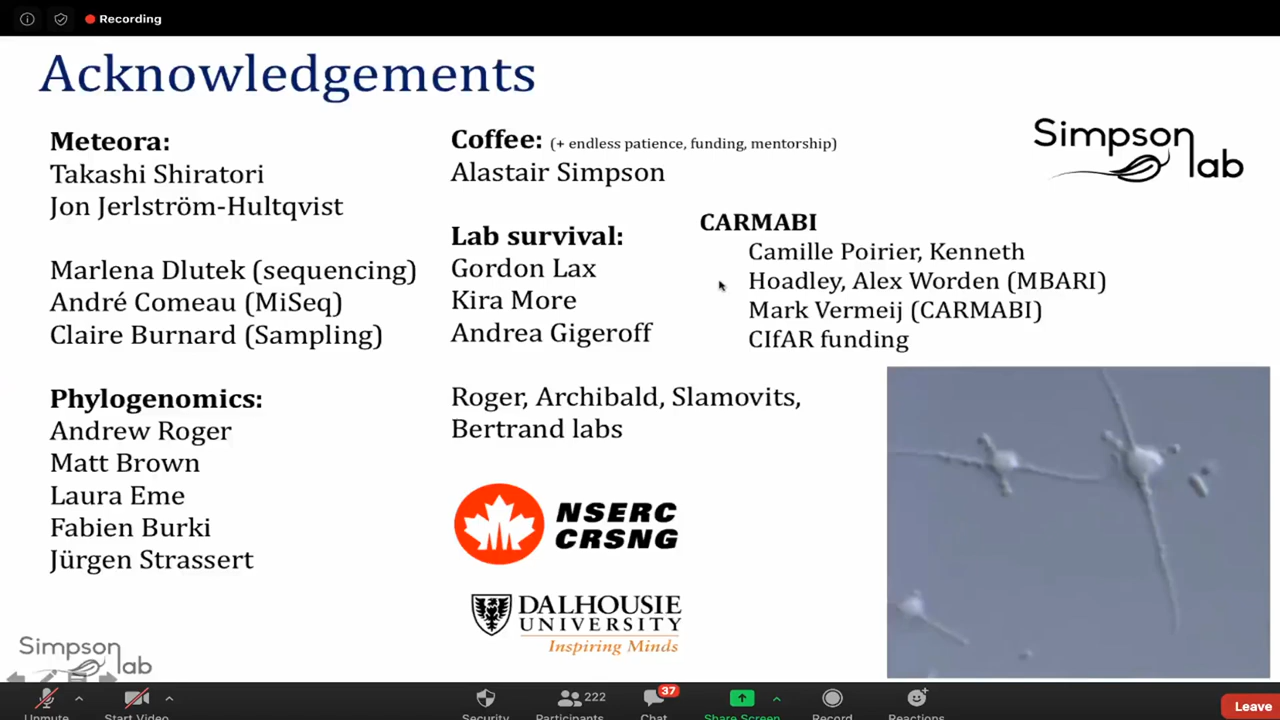 Recording
Acknowledgements
Meteora:
Takashi Shiratori
Jon Jerlström-Hultqvist
Marlena Dlutek (sequencing)
André Comeau (MiSeq)
Claire Burnard (Sampling)
Phylogenomics:
Andrew Roger
Matt Brown
Laura Eme
Fabien Burki
Jürgen Strassert
Coffee: (+ endless patience, funding, mentorship)
Alastair Simpson
Lab survival:
Gordon Lax
Kira More
Andrea Gigeroff
Roger, Archibald, Slamovits,
Bertrand labs
NSERC
CRSNG
DALHOUSIE
UNIVERSITY
Inspiring Minds
CARMABI
Camille Poirier, Kenneth
Hoadley, Alex Worden (MBARI)
Mark Vermeij (CARMABI)
CIfAR funding
Simpson
lab
Simpson
lab
Unmute
Start Video
Security
222
Participants
37
Chat
Share Screen
Record
Reactions
Leave